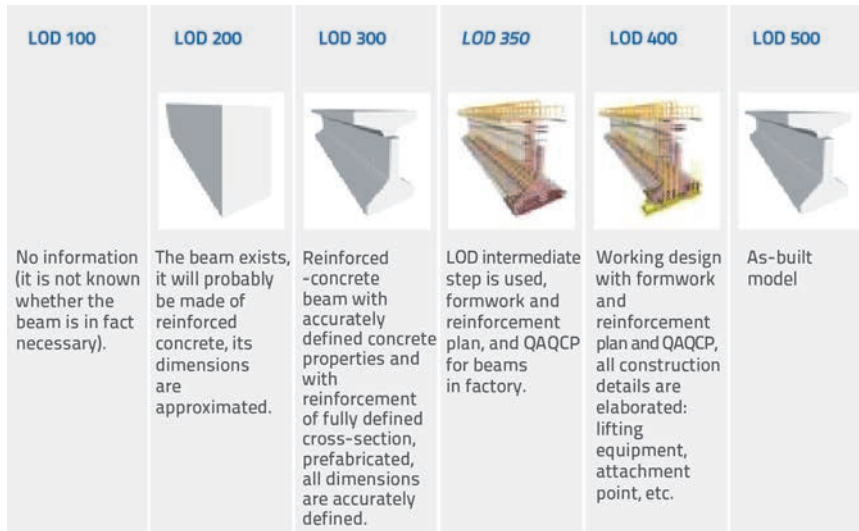 LOD 100
LOD 200
LOD 300
LOD 350
LOD 400
LOD 500
No information
(it is not known
whether the
beam is in fact
necessary).
The beam exists,
it will probably
be made of
reinforced
concrete, its
dimensions
are
approximated.
Reinforced
-concrete
beam with
accurately
defined concrete
properties and
with
reinforcement
of fully defined
cross-section,
prefabricated,
all dimensions
are accurately
defined.
LOD intermediate
step is used,
formwork and
reinforcement
plan, and QAQCP
for beams
in factory.
Working design
with formwork
and
reinforcement
plan and QAQCP,
all construction
details are
elaborated:
lifting
equipment,
attachment
point, etc.
As-built
model